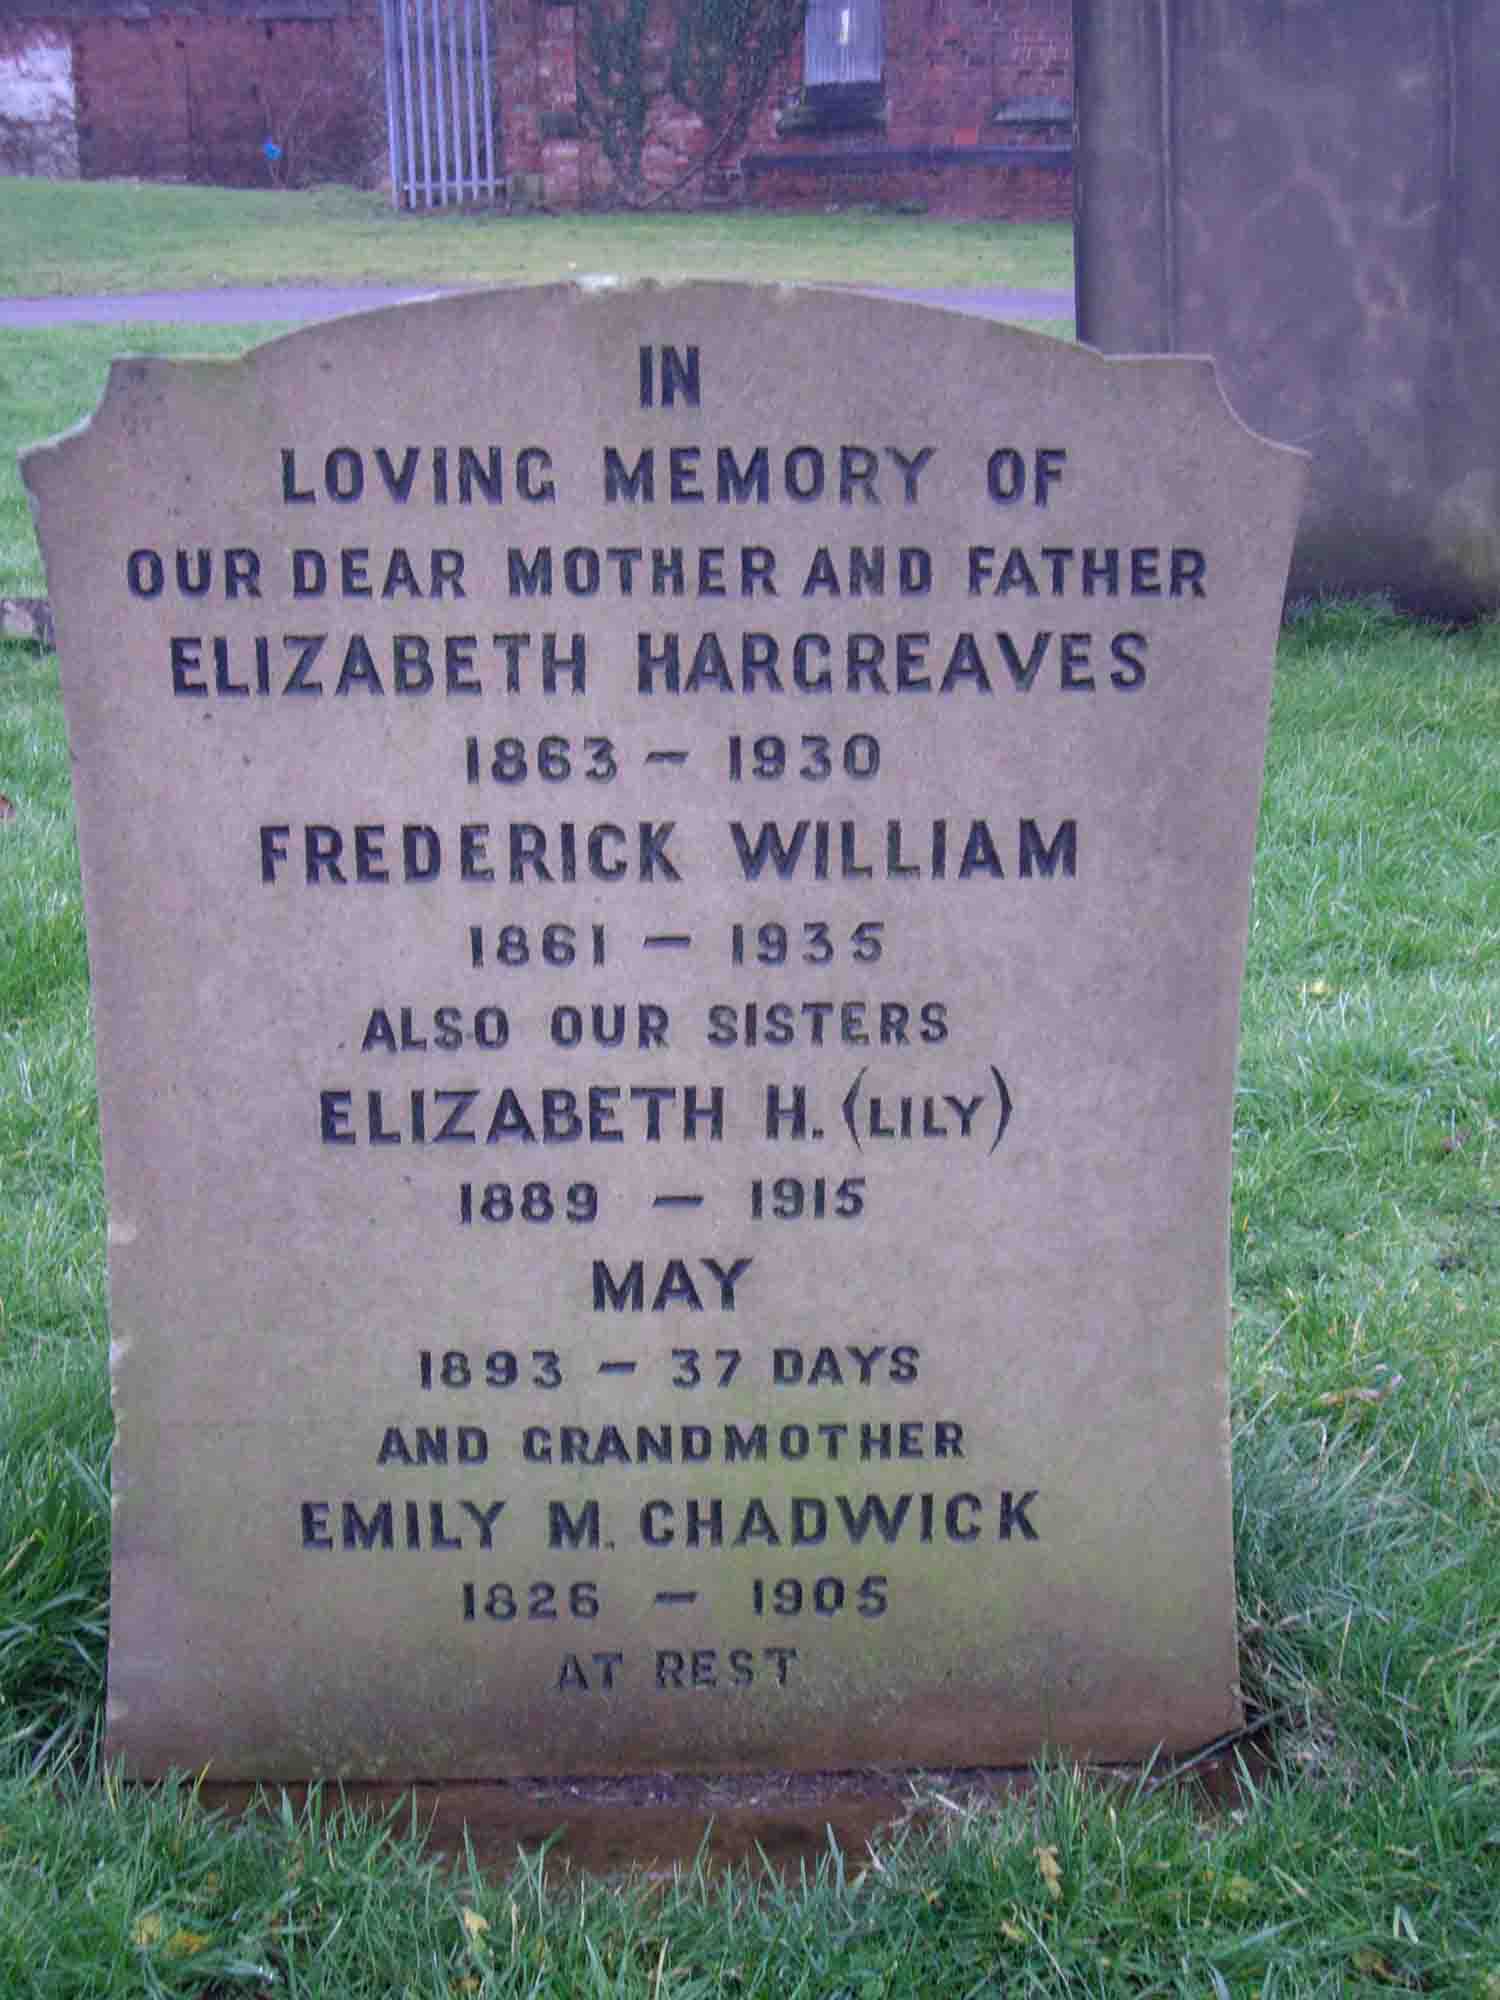 IN
LOVING MEMORY OF
OUR DEAR MOTHER AND FATHER
ELIZABETH HARGREAVES
1863 - 1930
FREDERICK WILLIAM
1861 - 1935
ALSO OUR SISTERS
ELIZABETH H. (LILY)
1889 - 1915
MAY
1893 - 37 DAYS
AND GRANDMOTHER
EMILY M. CHADWICK
1826 - 1905
AT REST